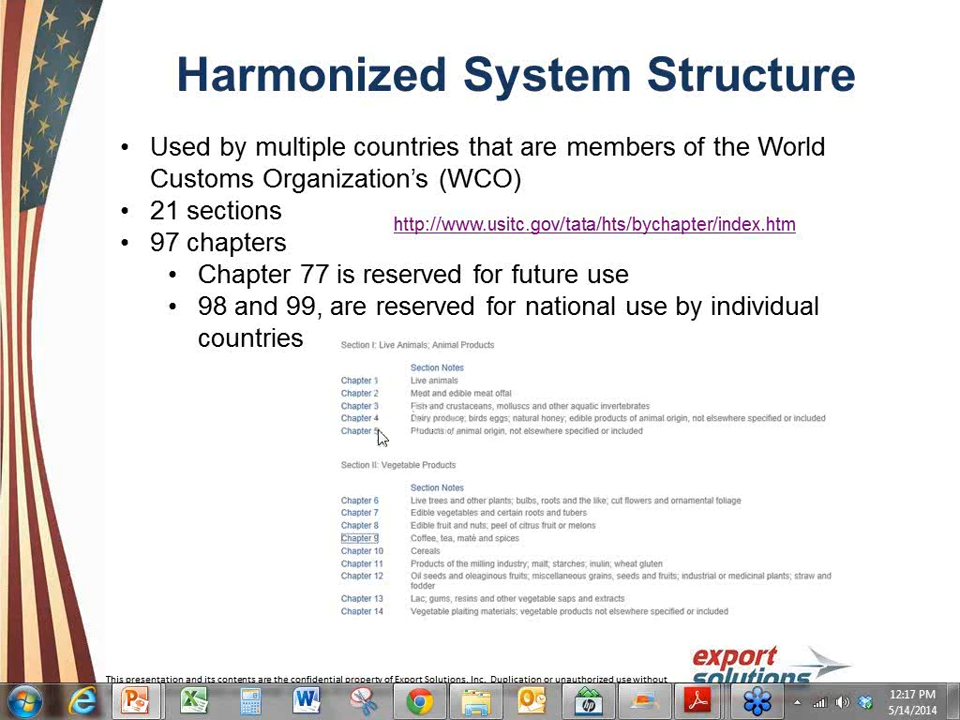 Harmonized System Structure
• Used by multiple countries that are members of the World
Customs Organization's (WCO)
• 21 sections
http://www.usitc.gov/tata/hts/bychapter/index.htm
• 97 chapters
• Chapter 77 is reserved for future use
• 98 and 99, are reserved for national use by individual
countries
Section I: Live Animals; Animal Products
Section Notes
Chapter 1 Live animals
Chapter 2 Meat and edible meat offal
Chapter 3 Fish and crustaceans, molluscs and other aquatic invertebrates
Chapter 4 Dairy produce; birds eggs; natural honey; edible products of animal origin, not elsewhere specified or included
Chapter 5 Products of animal origin, not elsewhere specified or included
Section II: Vegetable Products
Section Notes
Chapter 6 Live trees and other plants; bulbs, roots and the like; cut flowers and ornamental foliage
Chapter 7 Edible vegetables and certain roots and tubers
Chapter 8 Edible fruit and nuts; peel of citrus fruit or melons
Chapter 9 Coffee, tea, maté and spices
Chapter 10 Cereals
Chapter 11 Products of the milling industry; malt; starches; inulin; wheat gluten
Chapter 12 Oil seeds and oleaginous fruits; miscellaneous grains, seeds and fruits; industrial or medicinal plants; straw and
fodder
Chapter 13 Lac; gums, resins and other vegetable saps and extracts
Chapter 14 Vegetable plaiting materials; vegetable products not elsewhere specified or included
export
solutions
This presentation and its contents are the confidential property of Export Solutions, Inc. Duplication or unauthorized use without
12:17 PM
5/14/2014